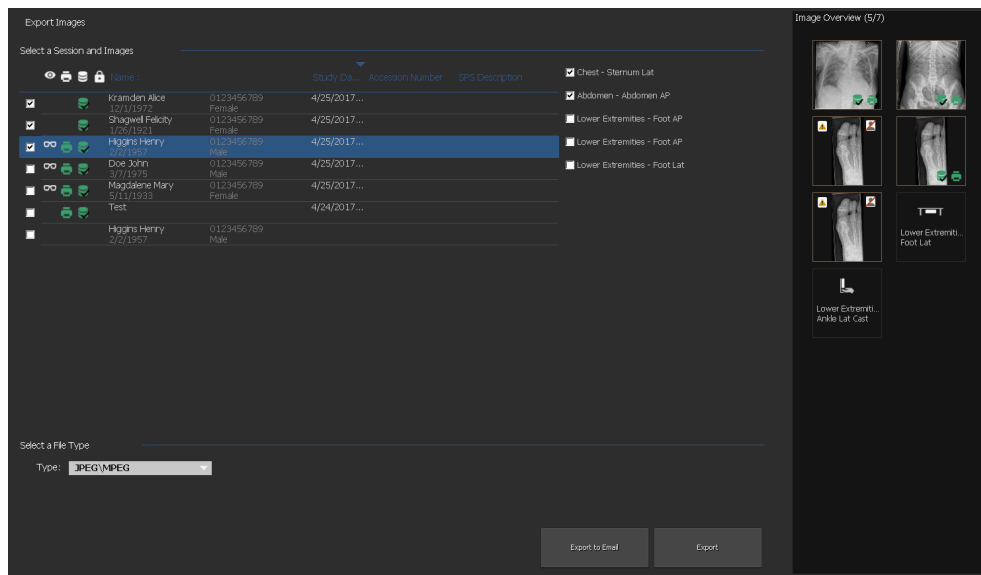 Export Images
Image Overview (5/7)
Select a Session and Images
Name
Study Da... Accession Number SPS Description
Kramden Alice 0123456789 4/25/2017...
12/1/1972 Female
Shagwell Felicity 0123456789 4/25/2017...
1/26/1921 Female
Higgins Henry 0123456789 4/25/2017...
2/2/1957 Male
Doe John 0123456789 4/25/2017...
3/7/1975 Male
Magdalene Mary 0123456789 4/25/2017...
5/11/1933 Female
Test 4/24/2017...
Higgins Henry 0123456789
2/2/1957 Male
Chest - Sternum Lat
Abdomen - Abdomen AP
Lower Extremities - Foot AP
Lower Extremities - Foot AP
Lower Extremities - Foot Lat
Lower Extremiti...
Foot Lat
Lower Extremiti...
Ankle Lat Cast
Select a File Type
Type: JPEG\MPEG
Export to Email
Export